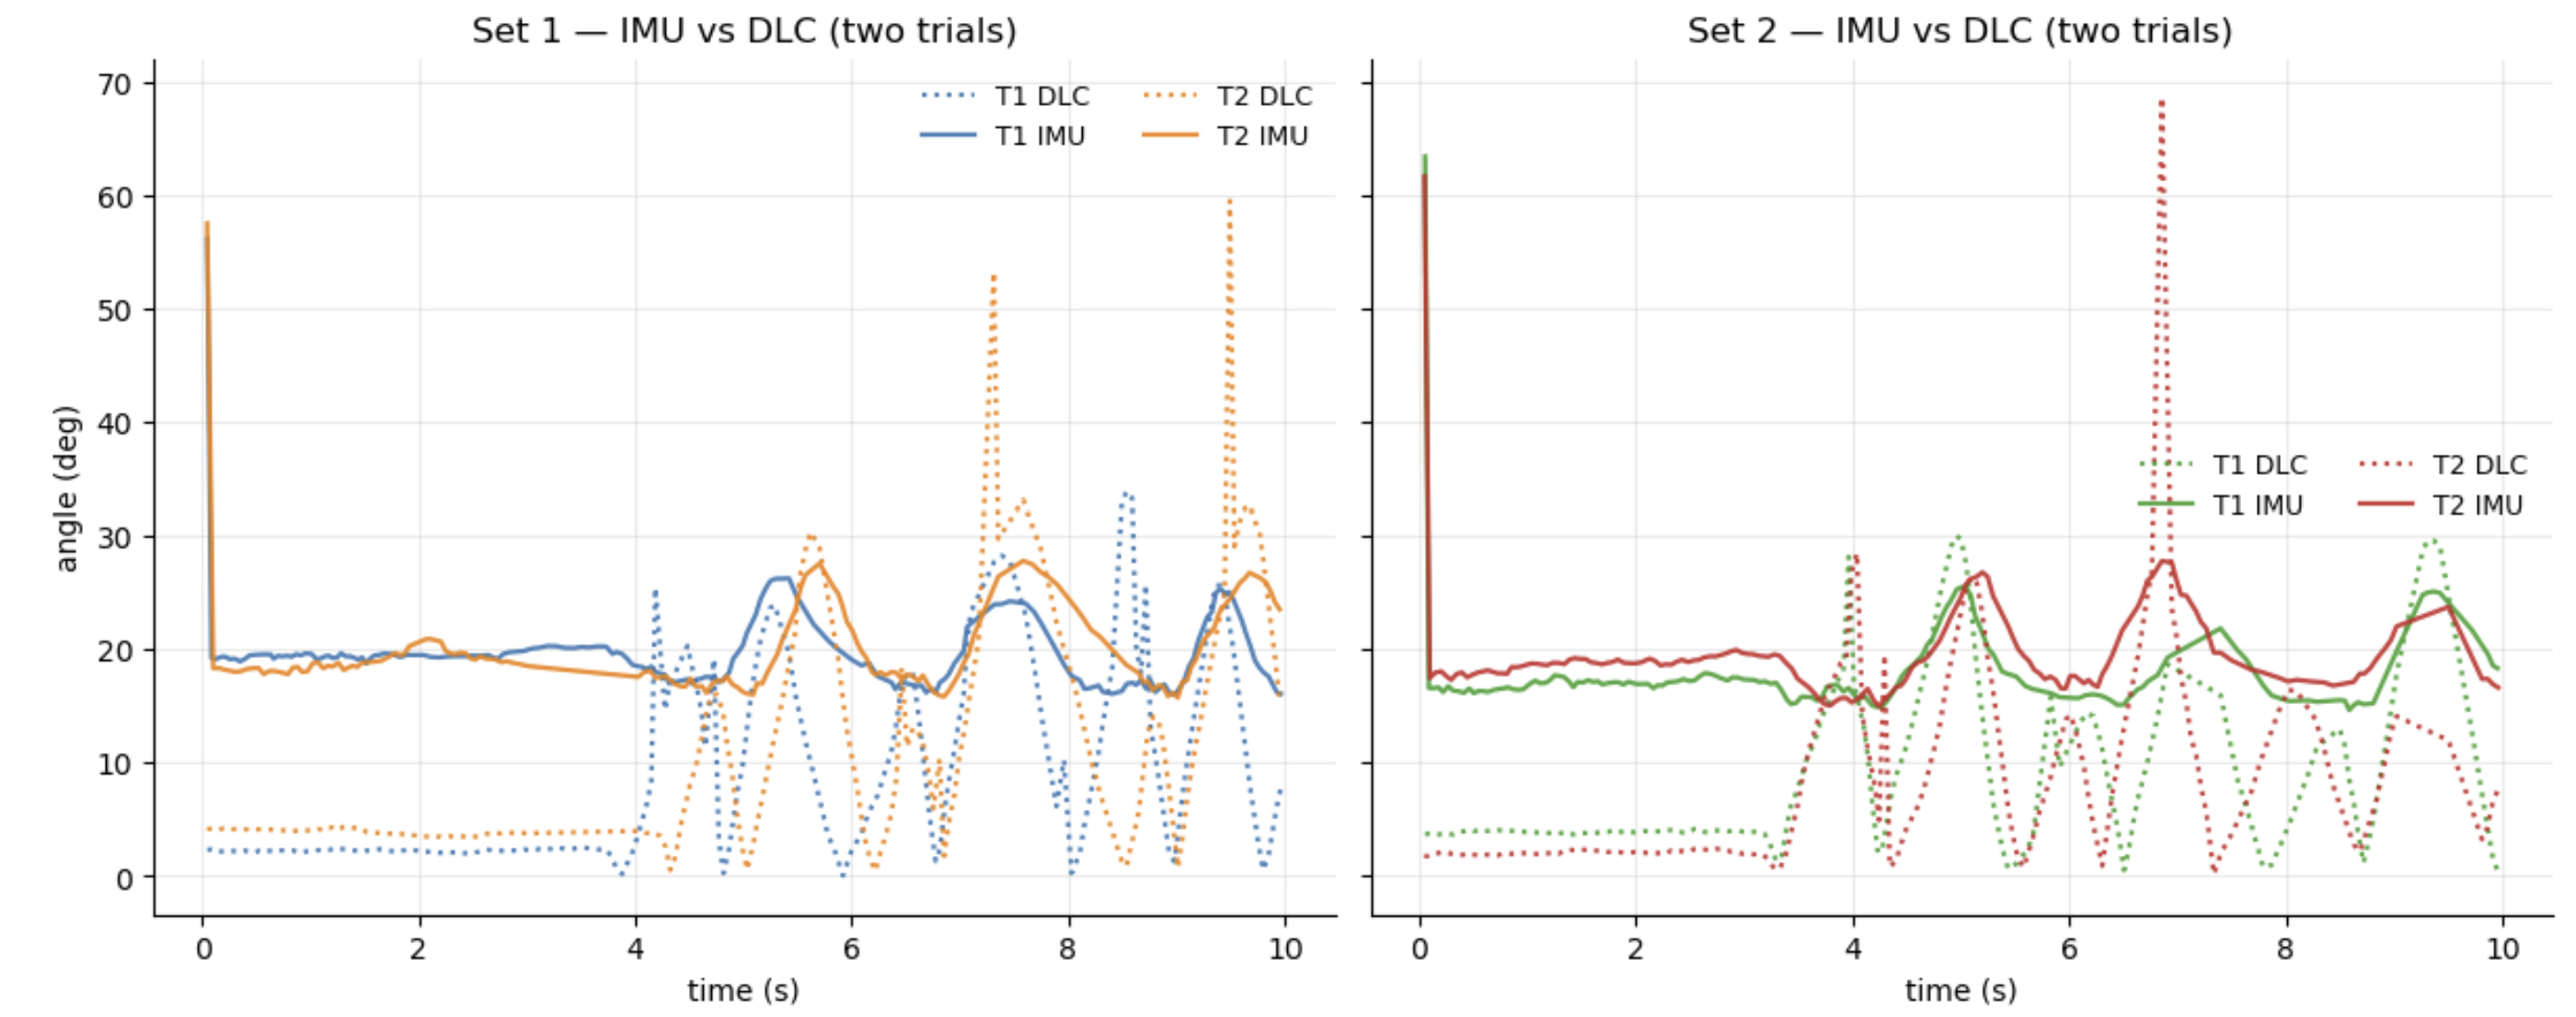 Set 1 — IMU vs DLC (two trials)
T1 DLC T2 DLC
T1 IMU T2 IMU
70
60
50
40
30
20
10
0
angle (deg)
0 2 4 6 8 10
time (s)
Set 2 — IMU vs DLC (two trials)
T1 DLC T2 DLC
T1 IMU T2 IMU
0 2 4 6 8 10
time (s)